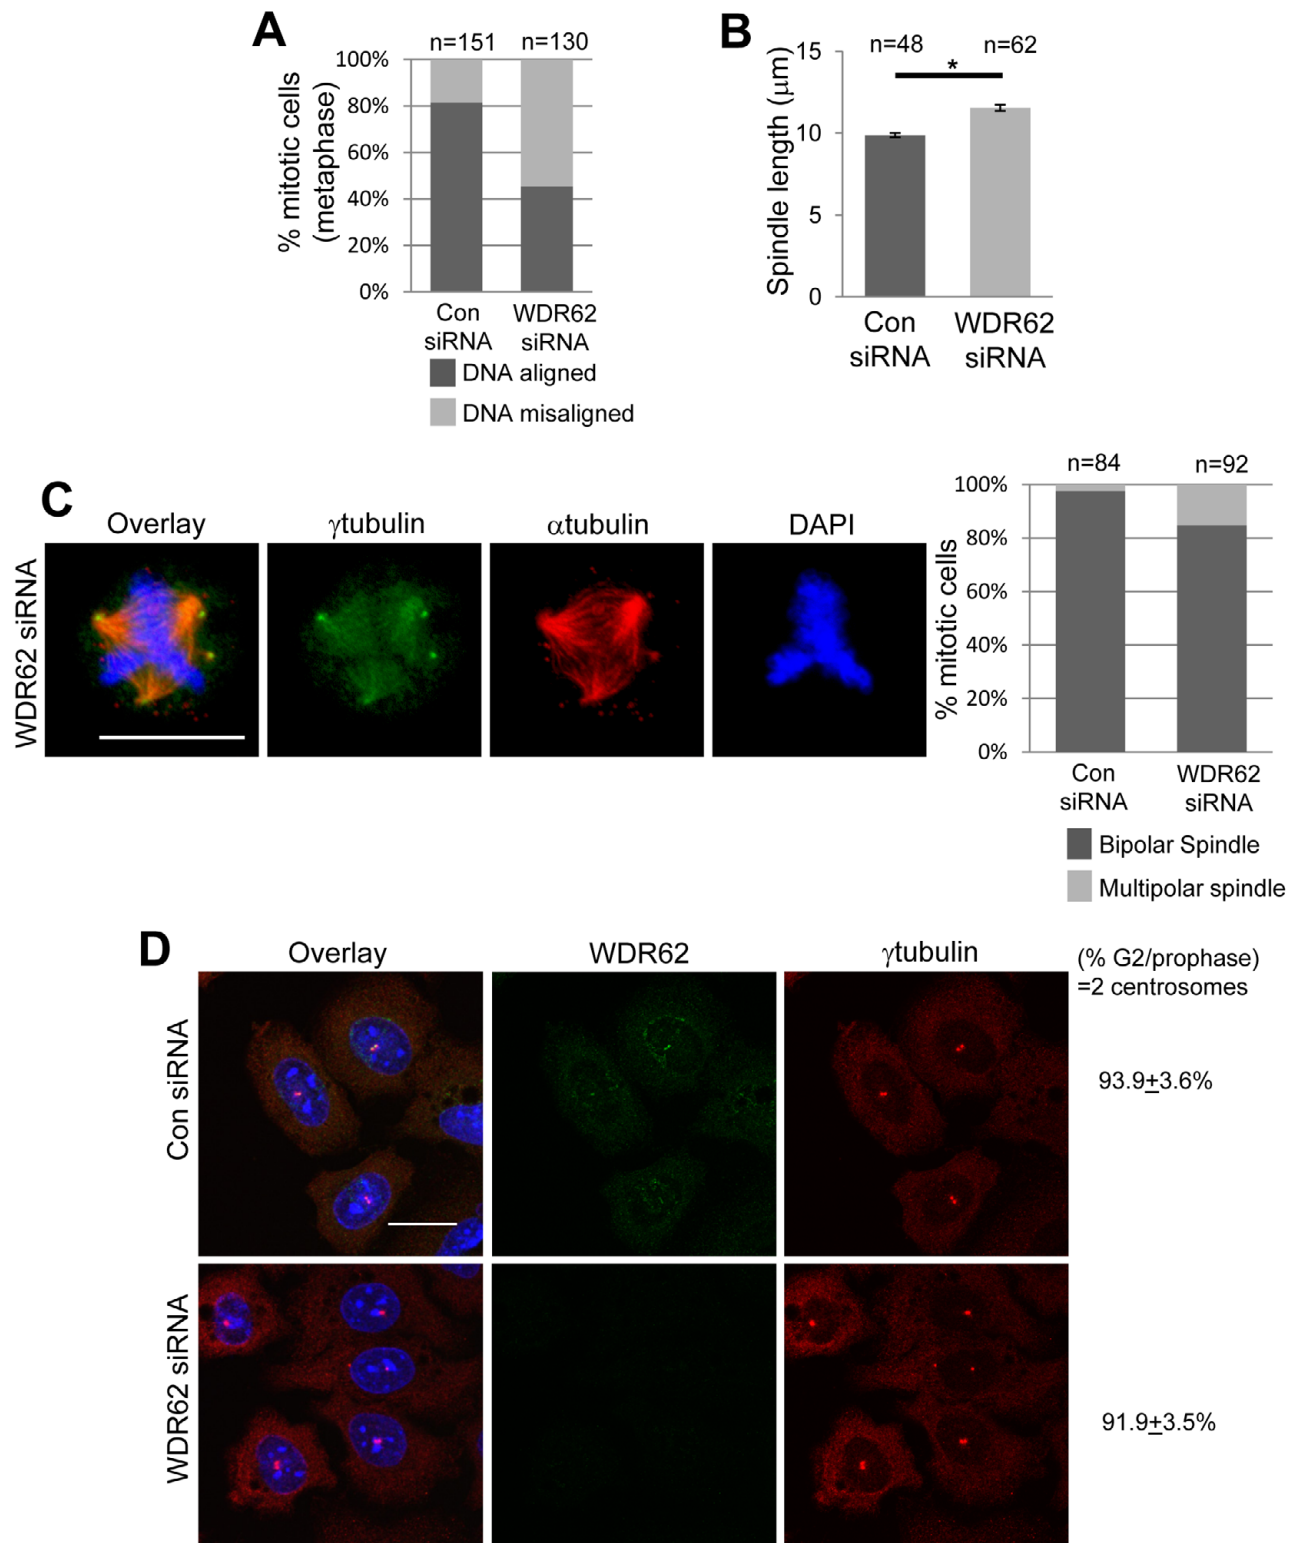 A
n=151 n=130
% mitotic cells
(metaphase)
100%
80%
60%
40%
20%
0%
Con
siRNA
WDR62
siRNA
DNA aligned
DNA misaligned
B
n=48 n=62
*
Spindle length (μm)
15
10
5
0
Con
siRNA
WDR62
siRNA
C
Overlay
γtubulin
αtubulin
DAPI
WDR62 siRNA
n=84 n=92
% mitotic cells
100%
80%
60%
40%
20%
0%
Con
siRNA
WDR62
siRNA
Bipolar Spindle
Multipolar spindle
D
Overlay
WDR62
γtubulin
(% G2/prophase)
=2 centrosomes
Con siRNA
93.9±3.6%
WDR62 siRNA
91.9±3.5%